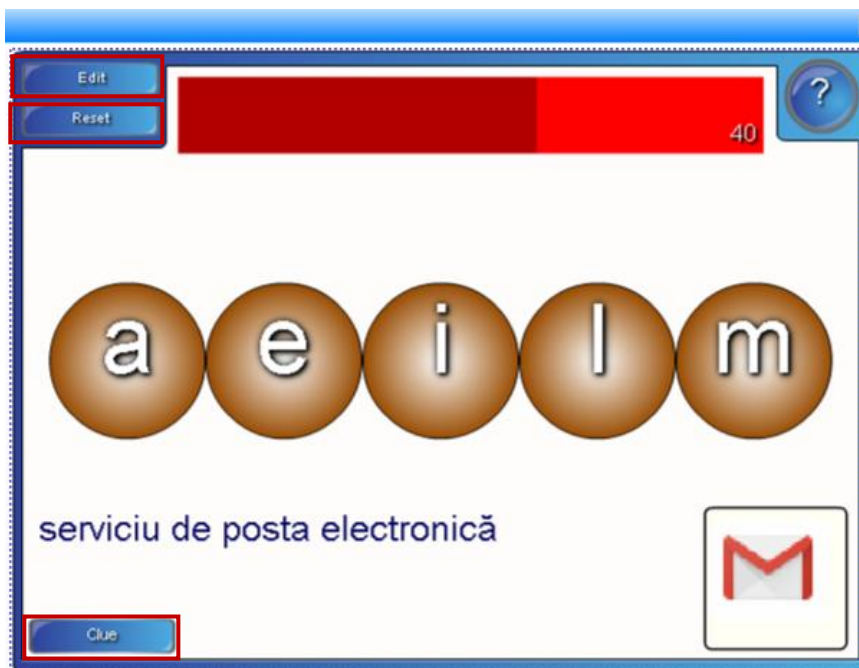 Edit
Reset
?
40
a e i l m
serviciu de posta electronică
Clue